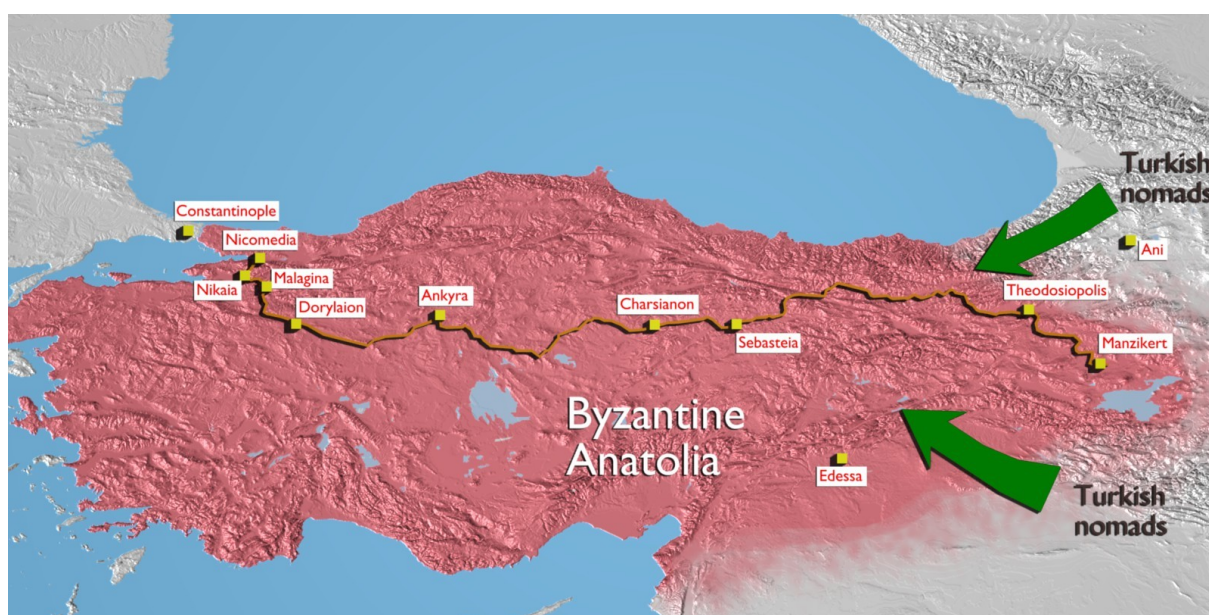 Turkish
nomads
Constantinople
Nicomedia
Ani
Nikaia
Malagina
Dorylaion
Ankyra
Charsianon
Sebasteia
Theodosiopolis
Manzikert
Byzantine
Anatolia
Edessa
Turkish
nomads